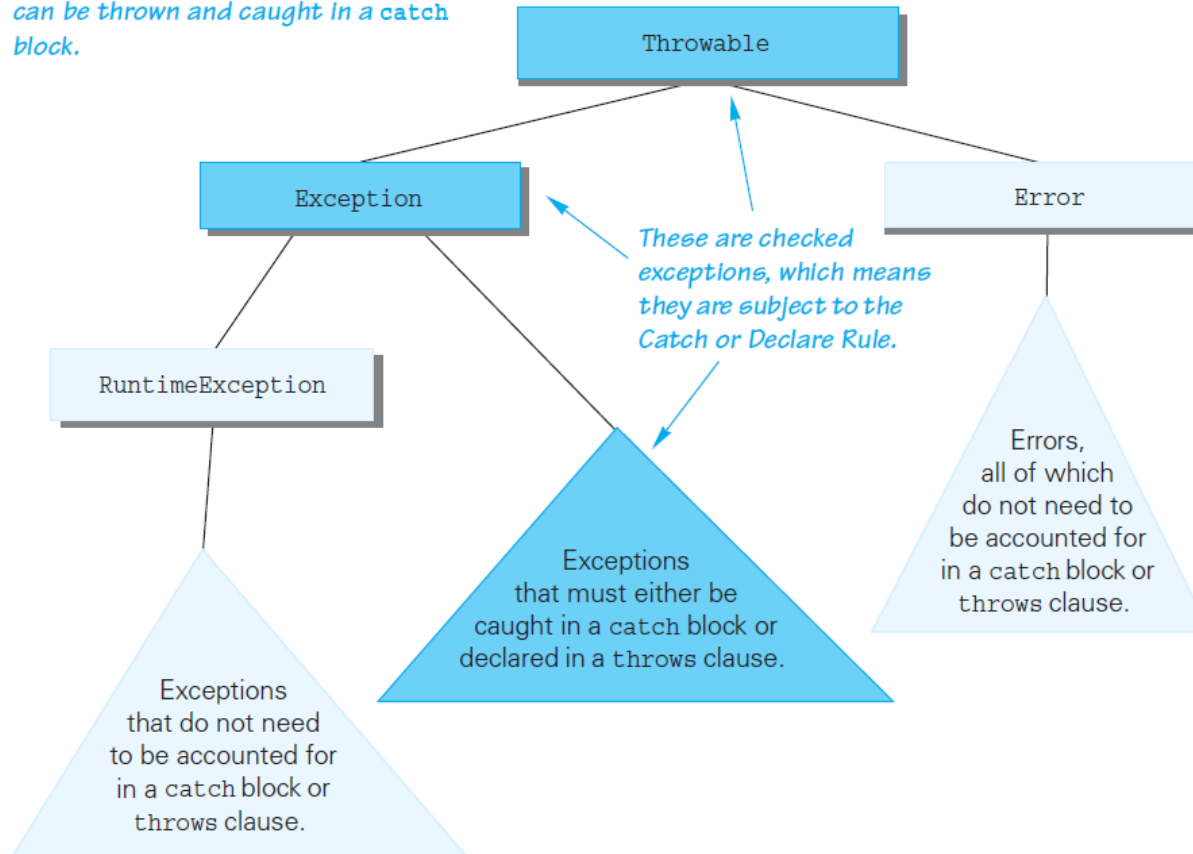 can be thrown and caught in a catch
block.
Throwable
Exception
Error
These are checked
exceptions, which means
they are subject to the
Catch or Declare Rule.
RuntimeException
Errors,
all of which
do not need to
be accounted for
in a catch block or
throws clause.
Exceptions
that must either be
caught in a catch block or
declared in a throws clause.
Exceptions
that do not need
to be accounted for
in a catch block or
throws clause.